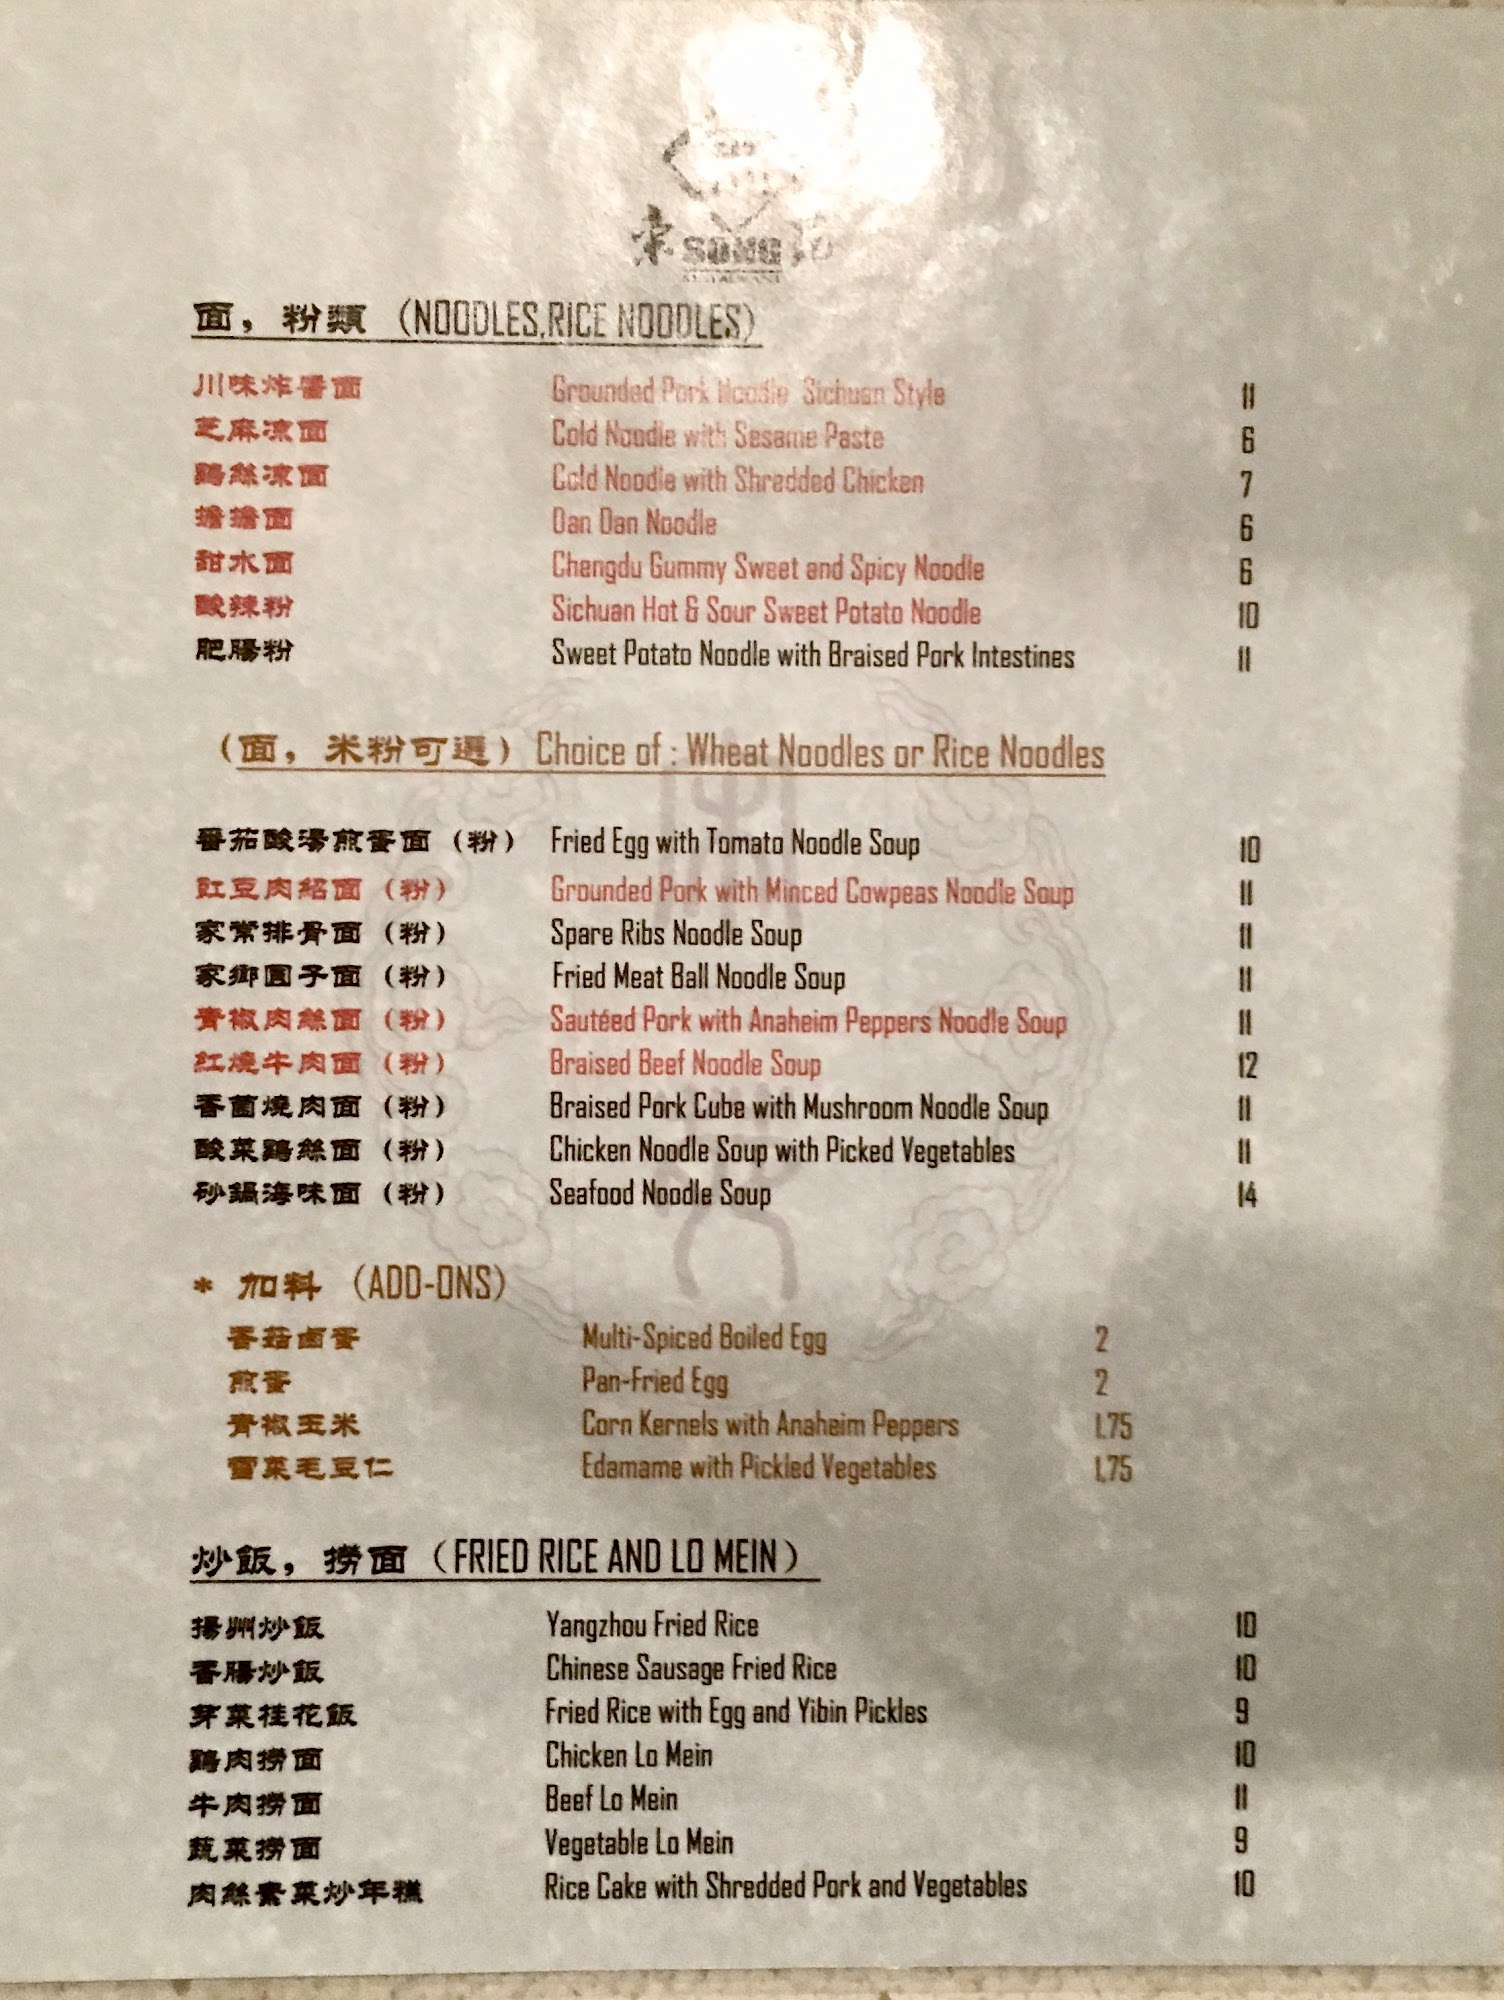 宋 SONG 記
面，粉類 (NOODLES,RICE NOODLES)
川味炸醬面 Grounded Pork Noodle Sichuan Style 11
芝麻凉面 Cold Noodle with Sesame Paste 6
鷄絲凉面 Cold Noodle with Shredded Chicken 7
擔擔面 Dan Dan Noodle 6
甜水面 Chengdu Gummy Sweet and Spicy Noodle 6
酸辣粉 Sichuan Hot & Sour Sweet Potato Noodle 10
肥腸粉 Sweet Potato Noodle with Braised Pork Intestines 11
(面，米粉可選) Choice of : Wheat Noodles or Rice Noodles
番茄酸湯煎蛋面 (粉) Fried Egg with Tomato Noodle Soup 10
豇豆肉紹面 (粉) Grounded Pork with Minced Cowpeas Noodle Soup 11
家常排骨面 (粉) Spare Ribs Noodle Soup 11
家鄉圓子面 (粉) Fried Meat Ball Noodle Soup 11
青椒肉絲面 (粉) Sautéed Pork with Anaheim Peppers Noodle Soup 11
紅燒牛肉面 (粉) Braised Beef Noodle Soup 12
香菌燒肉面 (粉) Braised Pork Cube with Mushroom Noodle Soup 11
酸菜鷄絲面 (粉) Chicken Noodle Soup with Picked Vegetables 11
砂鍋海味面 (粉) Seafood Noodle Soup 14
* 加料 (ADD-ONS)
香菇鹵蛋 Multi-Spiced Boiled Egg 2
煎蛋 Pan-Fried Egg 2
青椒玉米 Corn Kernels with Anaheim Peppers 1.75
雪菜毛豆仁 Edamame with Pickled Vegetables 1.75
炒飯，撈面 (FRIED RICE AND LO MEIN)
揚州炒飯 Yangzhou Fried Rice 10
香腸炒飯 Chinese Sausage Fried Rice 10
芽菜桂花飯 Fried Rice with Egg and Yibin Pickles 9
鷄肉撈面 Chicken Lo Mein 10
牛肉撈面 Beef Lo Mein 11
蔬菜撈面 Vegetable Lo Mein 9
肉絲素菜炒年糕 Rice Cake with Shredded Pork and Vegetables 10